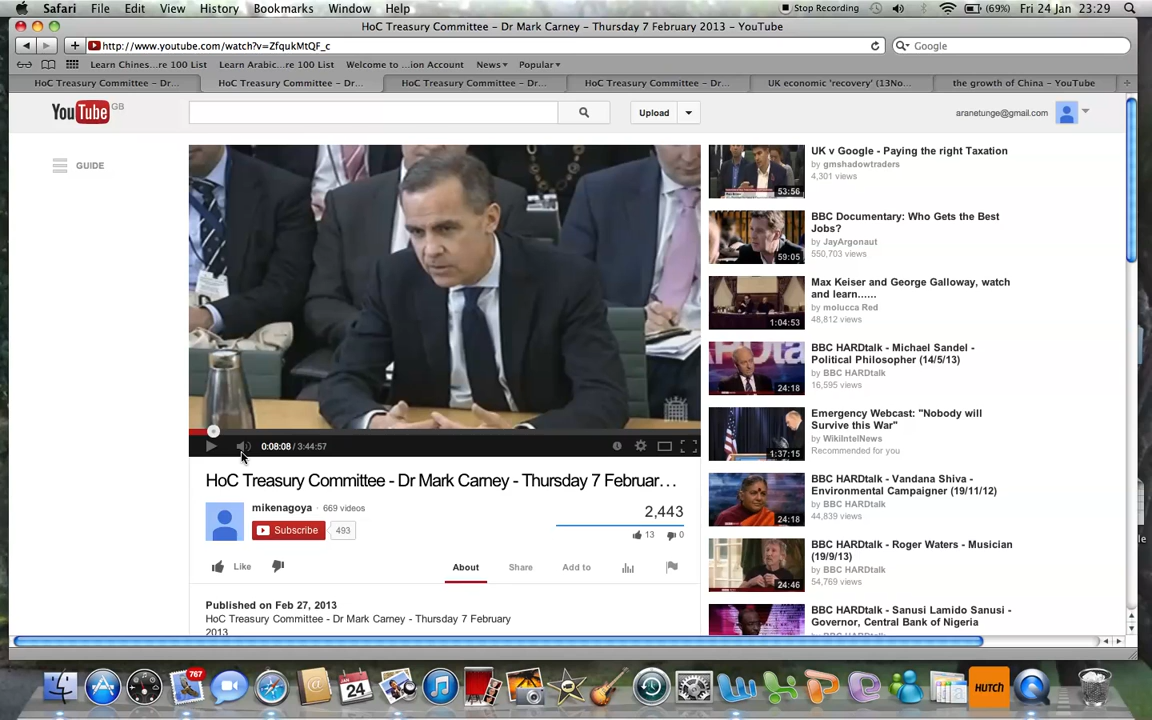 Safari File Edit View History Bookmarks Window Help Stop Recording (69%) Fri 24 Jan 23:29
HoC Treasury Committee - Dr Mark Carney - Thursday 7 February 2013 - YouTube
http://www.youtube.com/watch?v=ZfqukMtQF_c Google
Learn Chines...re 100 List Learn Arabic...re 100 List Welcome to ...ion Account News Popular
HoC Treasury Committee - Dr... HoC Treasury Committee - Dr... HoC Treasury Committee - Dr... HoC Treasury Committee - Dr... UK economic 'recovery' (13No... the growth of China - YouTube
YouTube GB Upload aranetunge@gmail.com
GUIDE
UK v Google - Paying the right Taxation
by gmshadowtraders
4,301 views
53:56
BBC Documentary: Who Gets the Best
Jobs?
by JayArgonaut
550,703 views
59:05
Max Keiser and George Galloway, watch
and learn......
by molucca Red
48,812 views
1:04:53
BBC HARDtalk - Michael Sandel -
Political Philosopher (14/5/13)
by BBC HARDtalk
16,595 views
24:18
Emergency Webcast: "Nobody will
Survive this War"
by WikiIntelNews
Recommended for you
1:37:15
BBC HARDtalk - Vandana Shiva -
Environmental Campaigner (19/11/12)
by BBC HARDtalk
44,839 views
24:18
BBC HARDtalk - Roger Waters - Musician
(19/9/13)
by BBC HARDtalk
54,769 views
24:46
BBC HARDtalk - Sanusi Lamido Sanusi -
Governor, Central Bank of Nigeria
0:08:08 / 3:44:57
HoC Treasury Committee - Dr Mark Carney - Thursday 7 Februar...
mikenagoya · 669 videos
Subscribe 493
2,443
13 0
Like About Share Add to
Published on Feb 27, 2013
HoC Treasury Committee - Dr Mark Carney - Thursday 7 February
2013
767
JAN
24
HUTCH